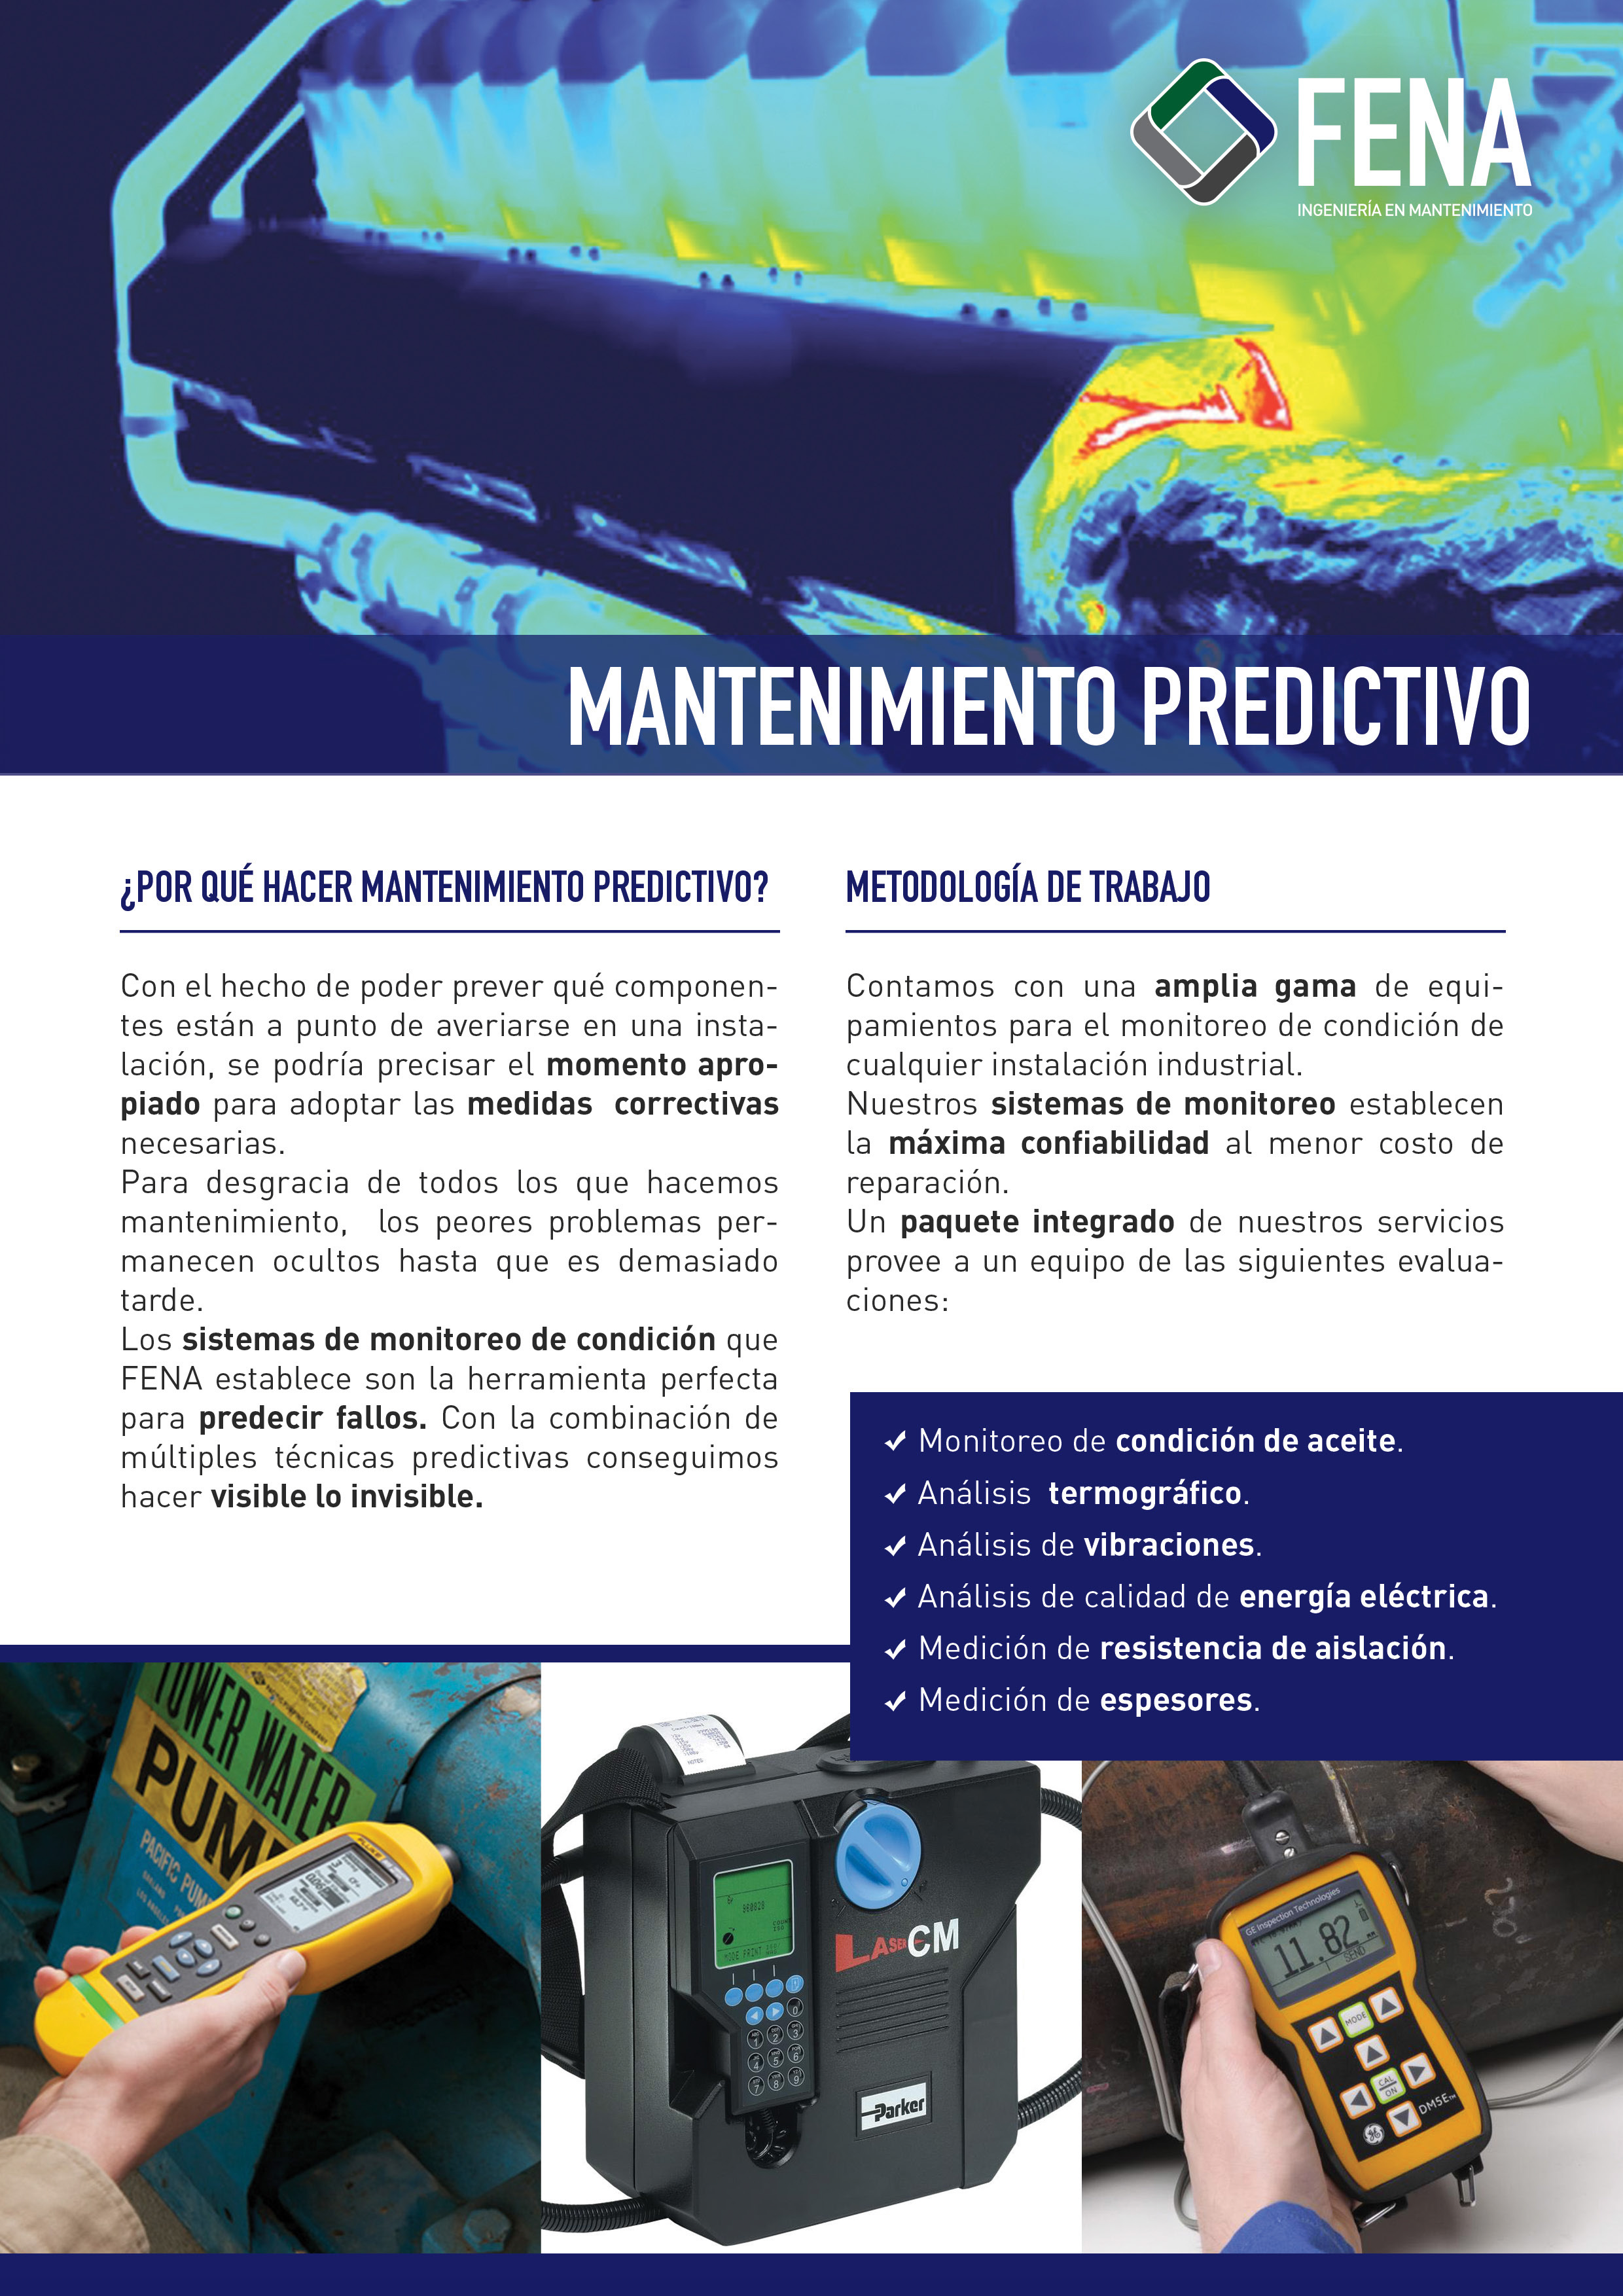 FENA
INGENIERÍA EN MANTENIMIENTO
MANTENIMIENTO PREDICTIVO
¿POR QUÉ HACER MANTENIMIENTO PREDICTIVO?
Con el hecho de poder prever qué componen-
tes están a punto de averiarse en una insta-
lación, se podría precisar el momento apro-
piado para adoptar las medidas correctivas
necesarias.
Para desgracia de todos los que hacemos
mantenimiento, los peores problemas per-
manecen ocultos hasta que es demasiado
tarde.
Los sistemas de monitoreo de condición que
FENA establece son la herramienta perfecta
para predecir fallos. Con la combinación de
múltiples técnicas predictivas conseguimos
hacer visible lo invisible.
METODOLOGÍA DE TRABAJO
Contamos con una amplia gama de equi-
pamientos para el monitoreo de condición de
cualquier instalación industrial.
Nuestros sistemas de monitoreo establecen
la máxima confiabilidad al menor costo de
reparación.
Un paquete integrado de nuestros servicios
provee a un equipo de las siguientes evalua-
ciones:
✓ Monitoreo de condición de aceite.
✓ Análisis termográfico.
✓ Análisis de vibraciones.
✓ Análisis de calidad de energía eléctrica.
✓ Medición de resistencia de aislación.
✓ Medición de espesores.
TOWER WATER
PUMP
PACIFIC PUM
FLUKE
LASER CM
MODE PRINT
Parker
GE Inspection Technologies
11.82
SEND
MODE
CAL
ON
DM5E™